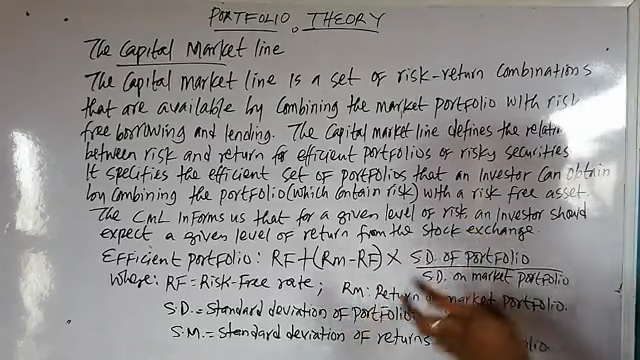 PORTFOLIO THEORY
The Capital Market line
The Capital market line is a set of risk-return Combinations
that are available by Combining the market portfolio with risk
free borrowing and lending. The Capital market line defines the relation
between risk and return for efficient portfolios of risky securities.
It specifies the efficient set of portfolios that an Investor Can obtain
by combining the portfolio (which contain risk) with a risk free asset.
The CML Informs us that for a given level of risk, an Investor should
expect a given level of return from the stock exchange.
Efficient portfolio: RF + (Rm - RF) × S.D. OF Portfolio
S.D. on market portfolio
Where: RF = Risk-Free rate; Rm: Return of market portfolio.
S.D. = Standard deviation of portfolio
S.M. = Standard deviation of returns